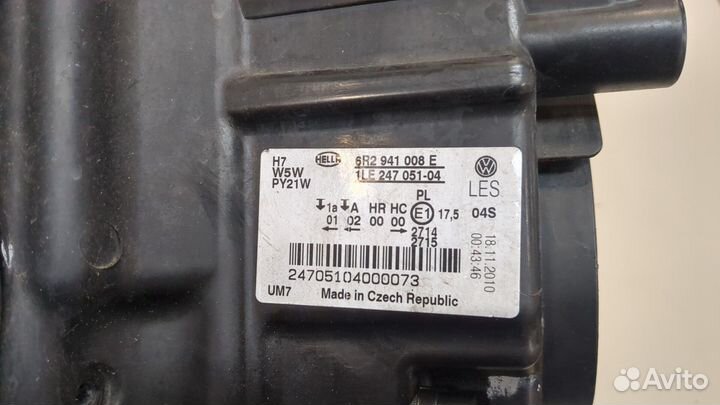 H7
W5W
PY21W
HELLA
6R2 941 008 E
1LE 247 051-04
LES
PL
1a A HR HC E1 17,5 04S
01 02 00 00
2714
2715
18.11.2010
00:43:46
24705104000073
UM7 Made in Czech Republic
Avito